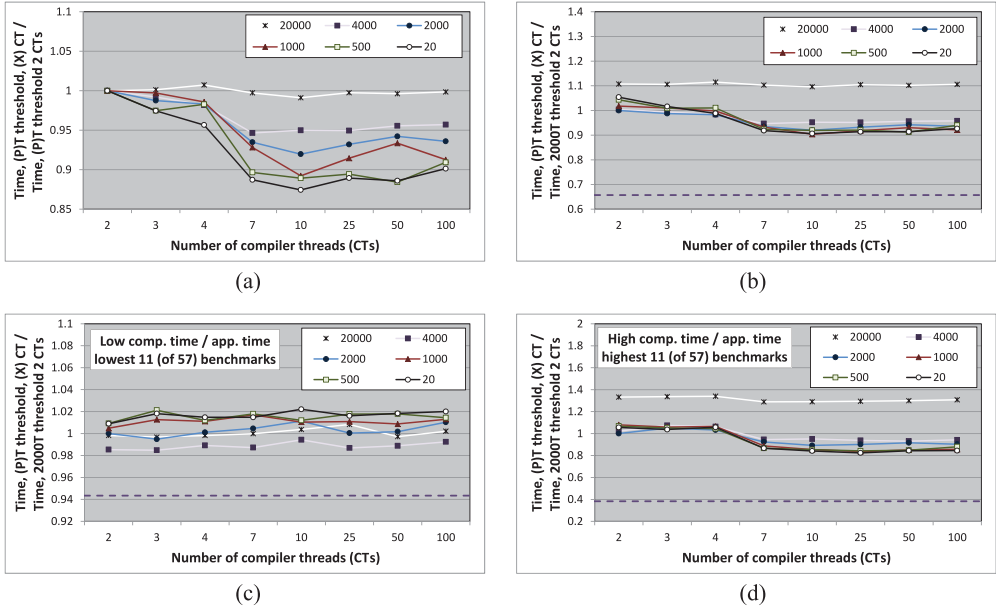 Time, (P)T threshold, (X) CT /
Time, (P)T threshold 2 CTs
1.1
1.05
1
0.95
0.9
0.85
20000 4000 2000
1000 500 20
2 3 4 7 10 25 50 100
Number of compiler threads (CTs)
(a)
Time, (P)T threshold, (X) CT /
Time, 2000T threshold 2 CTs
1.4
1.3
1.2
1.1
1
0.9
0.8
0.7
0.6
20000 4000 2000
1000 500 20
2 3 4 7 10 25 50 100
Number of compiler threads (CTs)
(b)
Time, (P)T threshold, (X) CT /
Time, 2000T threshold 2 CTs
1.1
1.08
1.06
1.04
1.02
1
0.98
0.96
0.94
0.92
Low comp. time / app. time
lowest 11 (of 57) benchmarks
20000 4000
2000 1000
500 20
2 3 4 7 10 25 50 100
Number of compiler threads (CTs)
(c)
Time, (P)T threshold, (X) CT /
Time, 2000T threshold 2 CTs
2
1.8
1.6
1.4
1.2
1
0.8
0.6
0.4
0.2
High comp. time / app. time
highest 11 (of 57) benchmarks
20000 4000
2000 1000
500 20
2 3 4 7 10 25 50 100
Number of compiler threads (CTs)
(d)